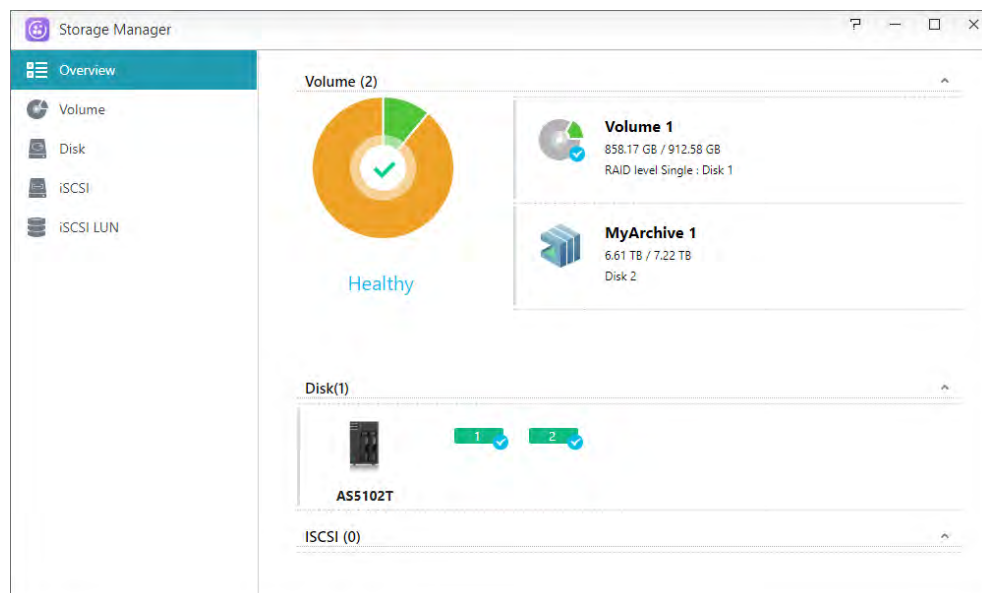 Storage Manager
Overview
Volume
Disk
iSCSI
iSCSI LUN
Volume (2)
Healthy
Volume 1
858.17 GB / 912.58 GB
RAID level Single : Disk 1
MyArchive 1
6.61 TB / 7.22 TB
Disk 2
Disk(1)
1 2
AS5102T
ISCSI (0)